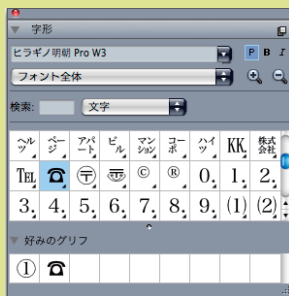 字形
ヒラギノ明朝 Pro W3 P B I
フォント全体
検索: 文字
ヘルツ ページ アパート ビル マンション コーポ ハイツ KK. 株式会社
TEL ☎ 〶 〠 © ® 0. 1. 2.
3. 4. 5. 6. 7. 8. 9. (1) (2)
好みのグリフ
① ☎